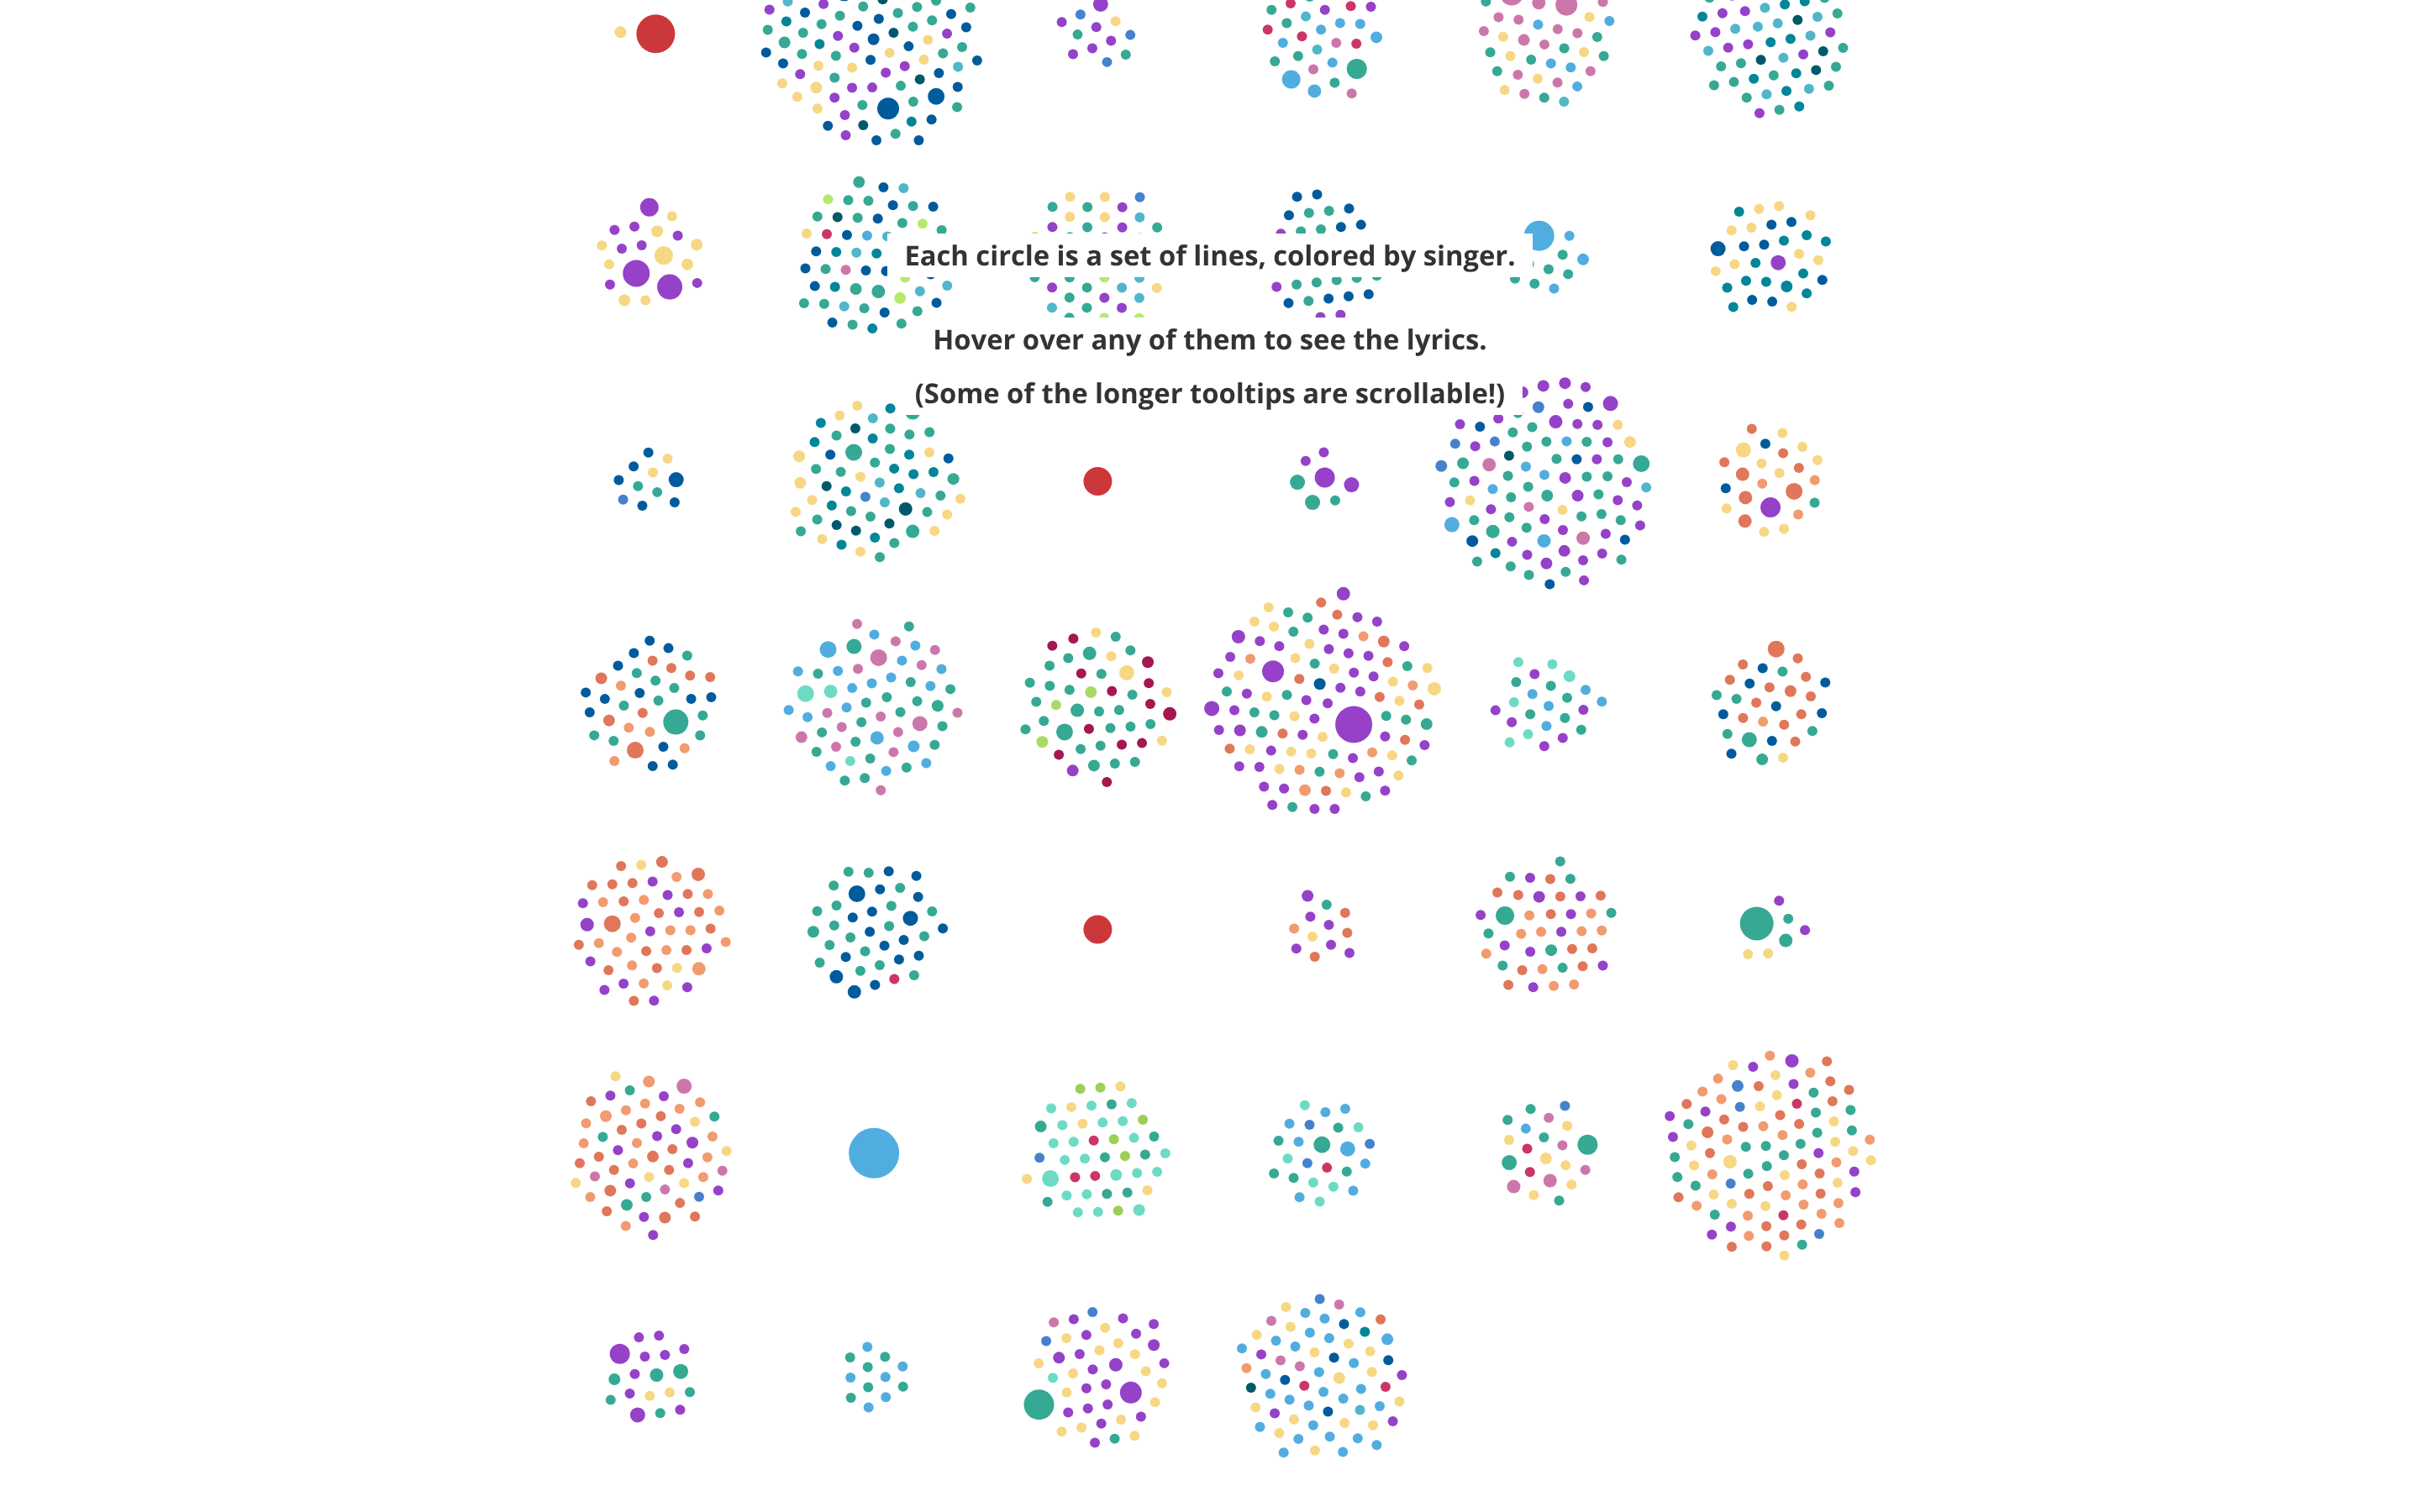 Each circle is a set of lines, colored by singer.
Hover over any of them to see the lyrics.
(Some of the longer tooltips are scrollable!)